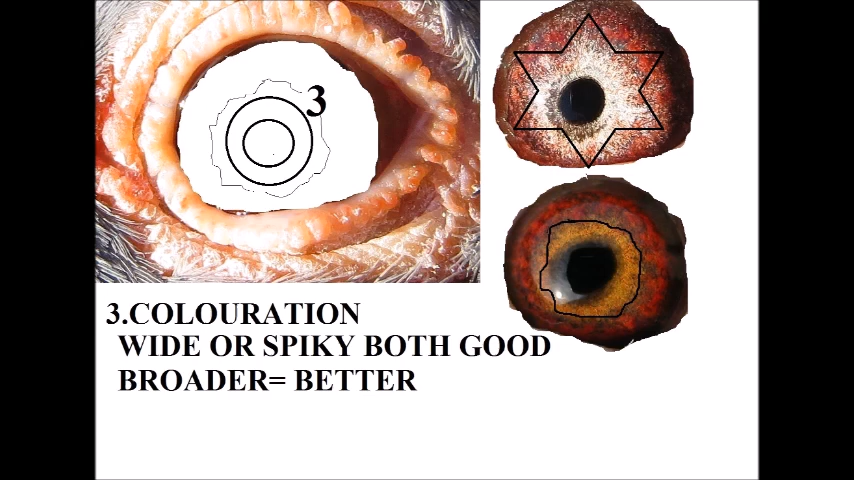 3
3.COLOURATION
WIDE OR SPIKY BOTH GOOD
BROADER= BETTER